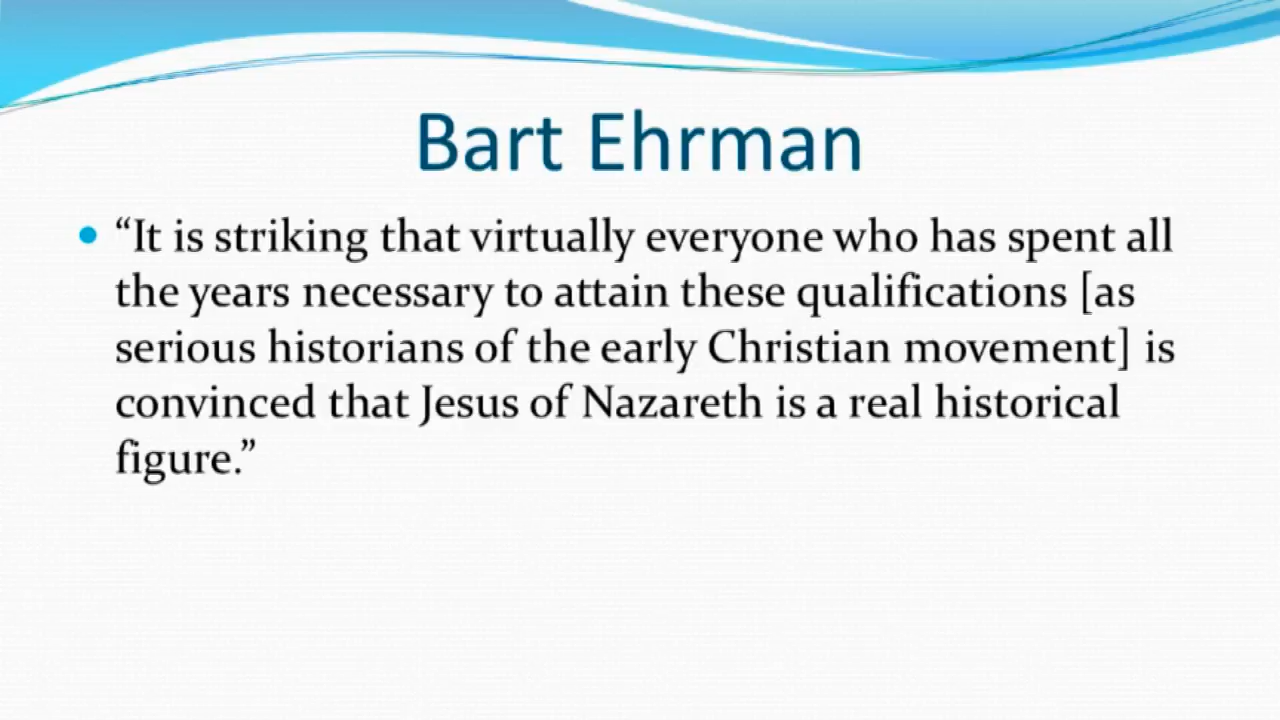 Bart Ehrman
• “It is striking that virtually everyone who has spent all
the years necessary to attain these qualifications [as
serious historians of the early Christian movement] is
convinced that Jesus of Nazareth is a real historical
figure.”